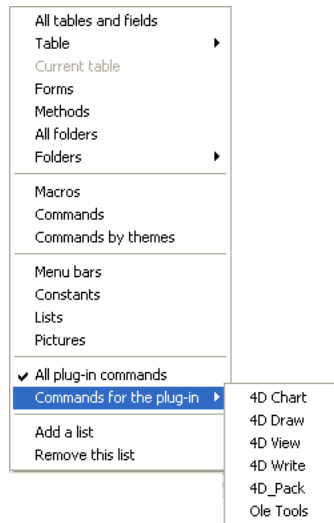 All tables and fields
Table
Current table
Forms
Methods
All folders
Folders
Macros
Commands
Commands by themes
Menu bars
Constants
Lists
Pictures
All plug-in commands
Commands for the plug-in
Add a list
Remove this list
4D Chart
4D Draw
4D View
4D Write
4D_Pack
Ole Tools